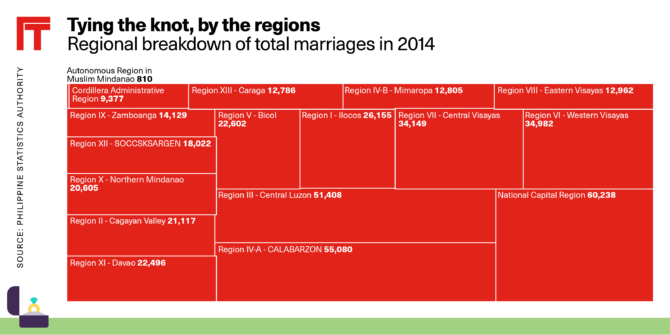 Tying the knot, by the regions
Regional breakdown of total marriages in 2014
SOURCE: PHILIPPINE STATISTICS AUTHORITY
Autonomous Region in
Muslim Mindanao 810
Cordillera Administrative
Region 9,377
Region XIII - Caraga 12,786
Region IV-B - Mimaropa 12,805
Region VIII - Eastern Visayas 12,962
Region IX - Zamboanga 14,129
Region V - Bicol
22,602
Region I - Ilocos 26,155
Region VII - Central Visayas
34,149
Region VI - Western Visayas
34,982
Region XII - SOCCSKSARGEN 18,022
Region X - Northern Mindanao
20,605
Region III - Central Luzon 51,408
National Capital Region 60,238
Region II - Cagayan Valley 21,117
Region IV-A - CALABARZON 55,080
Region XI - Davao 22,496